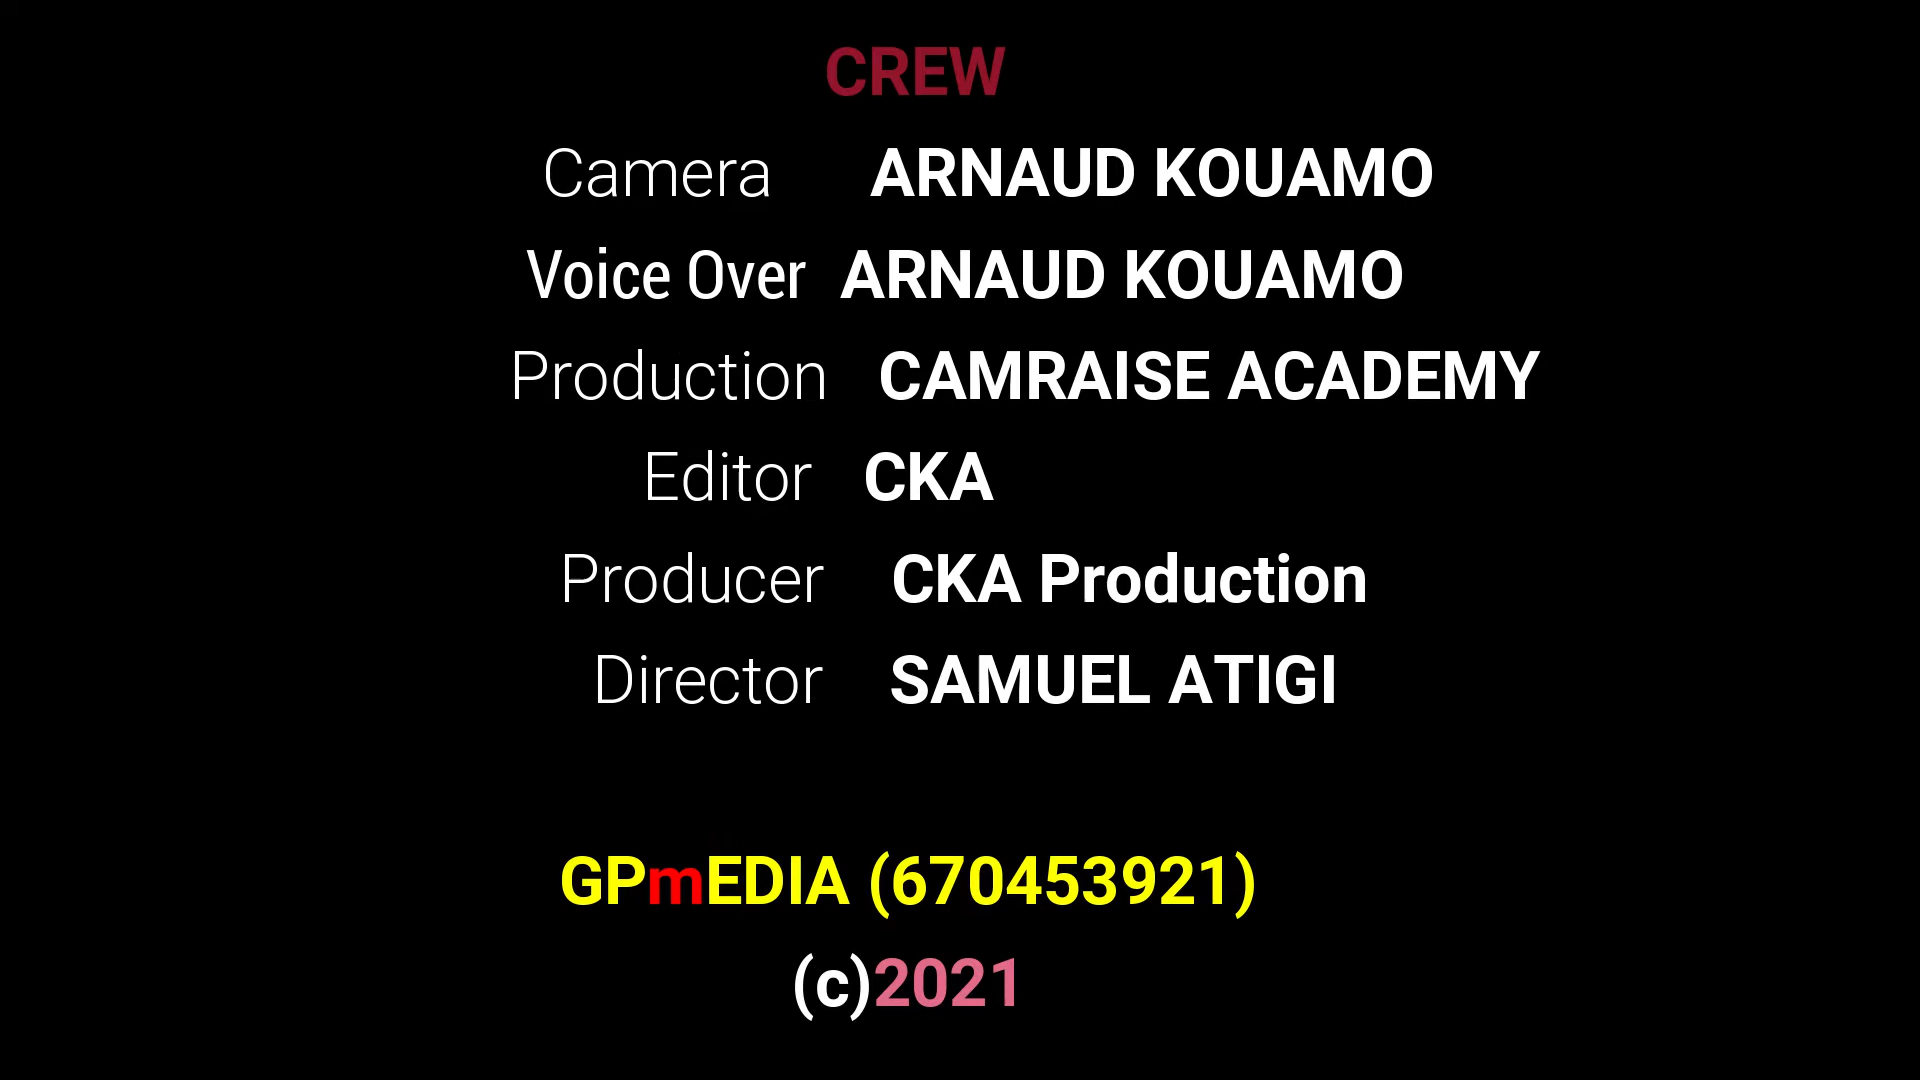 CREW
Camera ARNAUD KOUAMO
Voice Over ARNAUD KOUAMO
Production CAMRAISE ACADEMY
Editor CKA
Producer CKA Production
Director SAMUEL ATIGI
GPmEDIA (670453921)
(c)2021